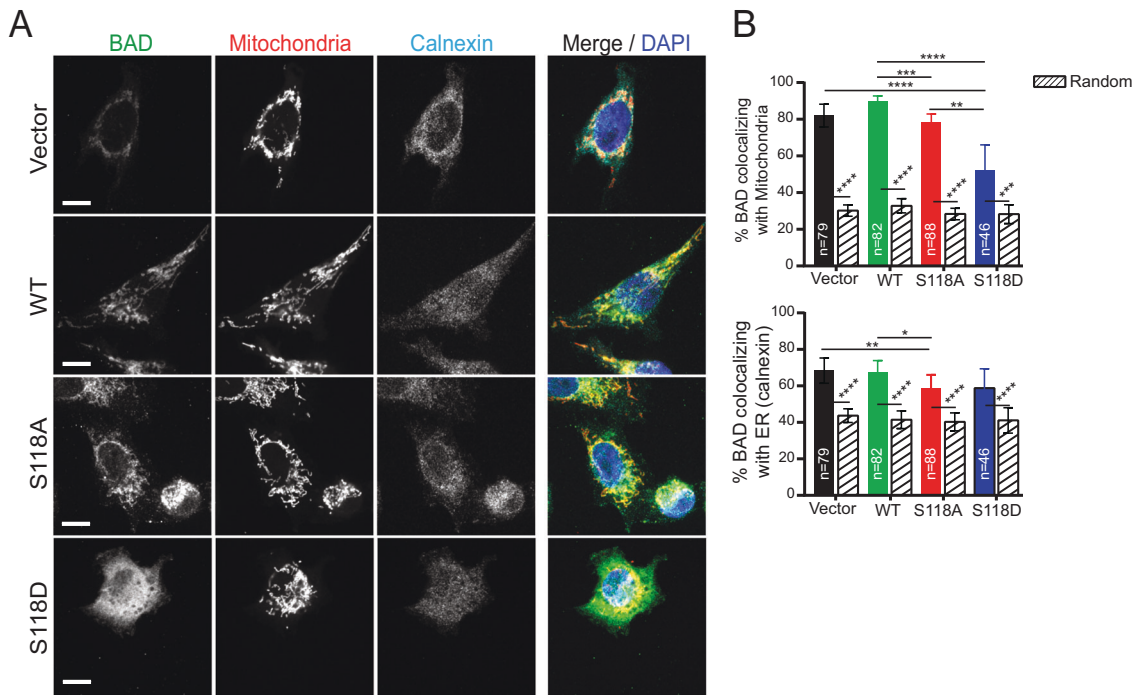 A
BAD
Mitochondria
Calnexin
Merge / DAPI
Vector
WT
S118A
S118D
B
Random
% BAD colocalizing
with Mitochondria
100
80
60
40
20
0
****
***
****
**
****
****
****
***
n=79
n=82
n=88
n=46
Vector
WT
S118A
S118D
% BAD colocalizing
with ER (calnexin)
100
80
60
40
20
0
*
**
****
****
****
****
n=79
n=82
n=88
n=46
Vector
WT
S118A
S118D